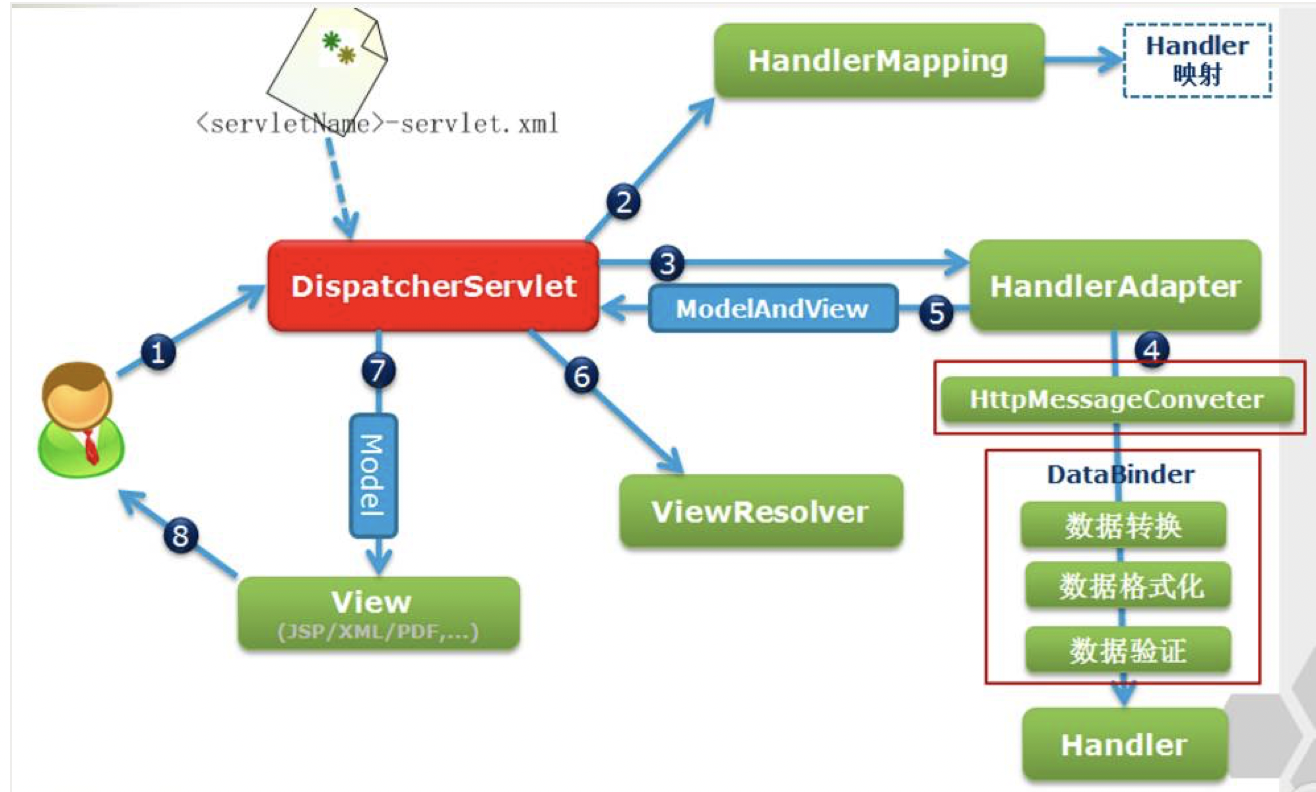 <servletName>-servlet.xml
HandlerMapping
Handler
映射
2
DispatcherServlet
3
HandlerAdapter
ModelAndView
5
1
7
6
4
HttpMessageConveter
Model
DataBinder
ViewResolver
数据转换
8
View
(JSP/XML/PDF,...)
数据格式化
数据验证
Handler